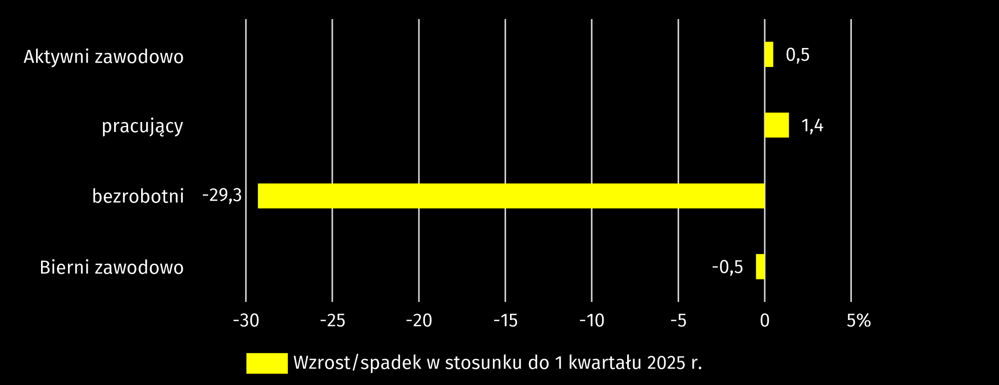 Aktywni zawodowo
0,5
pracujący
1,4
bezrobotni
-29,3
Bierni zawodowo
-0,5
-30 -25 -20 -15 -10 -5 0 5%
Wzrost/spadek w stosunku do 1 kwartału 2025 r.